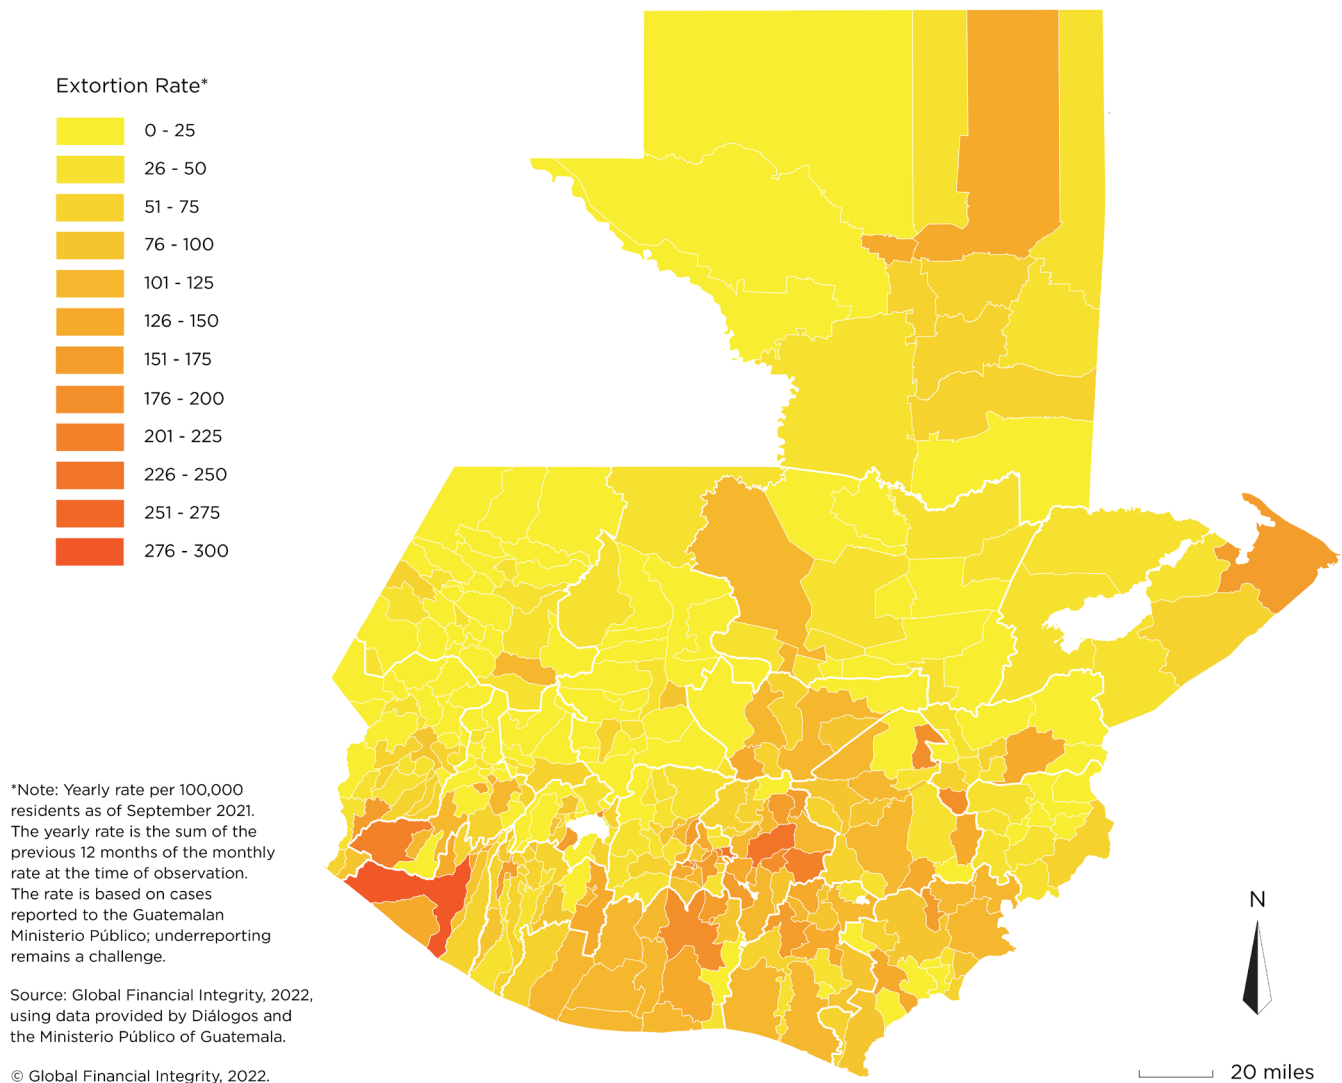 Extortion Rate*
0 - 25
26 - 50
51 - 75
76 - 100
101 - 125
126 - 150
151 - 175
176 - 200
201 - 225
226 - 250
251 - 275
276 - 300
*Note: Yearly rate per 100,000
residents as of September 2021.
The yearly rate is the sum of the
previous 12 months of the monthly
rate at the time of observation.
The rate is based on cases
reported to the Guatemalan
Ministerio Público; underreporting
remains a challenge.
Source: Global Financial Integrity, 2022,
using data provided by Diálogos and
the Ministerio Público of Guatemala.
© Global Financial Integrity, 2022.
N
20 miles